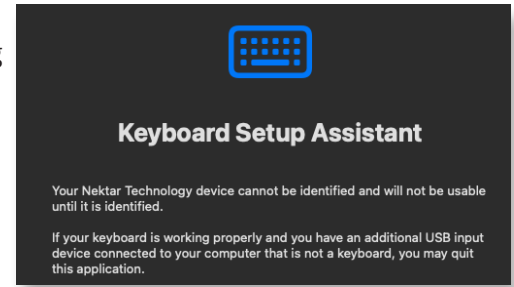 g
Keyboard Setup Assistant
Your Nektar Technology device cannot be identified and will not be usable
until it is identified.
If your keyboard is working properly and you have an additional USB input
device connected to your computer that is not a keyboard, you may quit
this application.